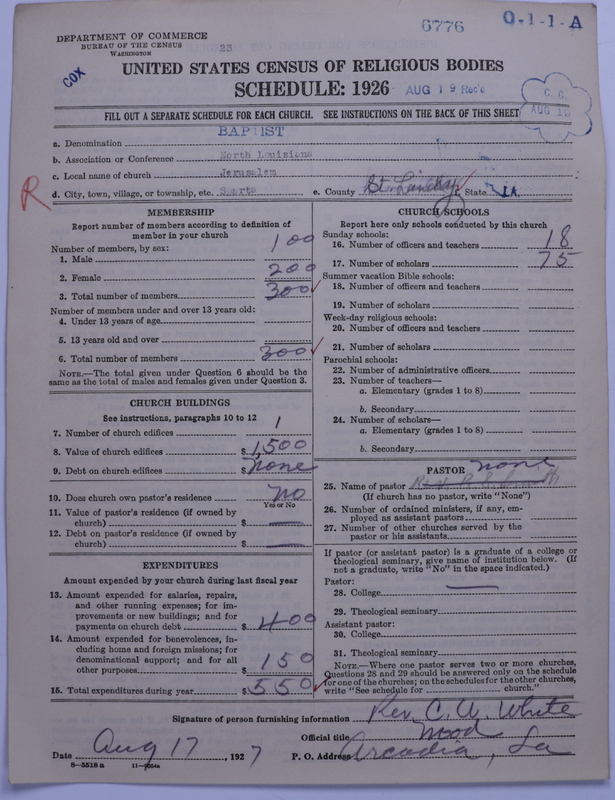 DEPARTMENT OF COMMERCE
BUREAU OF THE CENSUS
WASHINGTON
23
6776
O-1-1-A
COX
UNITED STATES CENSUS OF RELIGIOUS BODIES
SCHEDULE: 1926
AUG 19 Rec'd
C. C.
AUG 18
FILL OUT A SEPARATE SCHEDULE FOR EACH CHURCH. SEE INSTRUCTIONS ON THE BACK OF THIS SHEET
a. Denomination BAPTIST
b. Association or Conference North Louisiana
c. Local name of church Jerusalem
R
d. City, town, village, or township, etc. Sparta e. County St. Landry f. State LA.
MEMBERSHIP
Report number of members according to definition of
member in your church
Number of members, by sex:
1. Male 100
2. Female 200
3. Total number of members 300
Number of members under and over 13 years old:
4. Under 13 years of age
5. 13 years old and over
6. Total number of members 300
NOTE.—The total given under Question 6 should be
same as the total of males and females given under Question 3.
CHURCH BUILDINGS
See instructions, paragraphs 10 to 12
7. Number of church edifices 1
8. Value of church edifices $1,500
9. Debt on church edifices $none
10. Does church own pastor's residence no
Yes or No
11. Value of pastor's residence (if owned by
church) $ —
12. Debt on pastor's residence (if owned by
church) $ —
EXPENDITURES
Amount expended by your church during last fiscal year
13. Amount expended for salaries, repairs,
and other running expenses; for im-
provements or new buildings; and for
payments on church debt $400
14. Amount expended for benevolences, in-
cluding home and foreign missions; for
denominational support; and for all
other purposes 150
15. Total expenditures during year $550
CHURCH SCHOOLS
Report here only schools conducted by this church
Sunday schools:
16. Number of officers and teachers 18
17. Number of scholars 75
Summer vacation Bible schools:
18. Number of officers and teachers
19. Number of scholars
Week-day religious schools:
20. Number of officers and teachers
21. Number of scholars
Parochial schools:
22. Number of administrative officers
23. Number of teachers—
a. Elementary (grades 1 to 8)
b. Secondary
24. Number of scholars—
a. Elementary (grades 1 to 8)
b. Secondary
PASTOR none
25. Name of pastor
(If church has no pastor, write "None")
26. Number of ordained ministers, if any, em-
ployed as assistant pastors
27. Number of other churches served by the
pastor or his assistants
If pastor (or assistant pastor) is a graduate of a college or
theological seminary, give name of institution below. (If
not a graduate, write "No" in the space indicated.)
Pastor:
28. College —
29. Theological seminary
Assistant pastor:
30. College
31. Theological seminary
NOTE.—Where one pastor serves two or more churches,
Questions 28 and 29 should be answered only on the schedule
for one of the churches; on the schedules for the other churches,
write "See schedule for church."
Signature of person furnishing information Rev. C. A. White
Official title Mod
Date Aug 17, 1927 P. O. Address Arcadia, La
8-5518 a